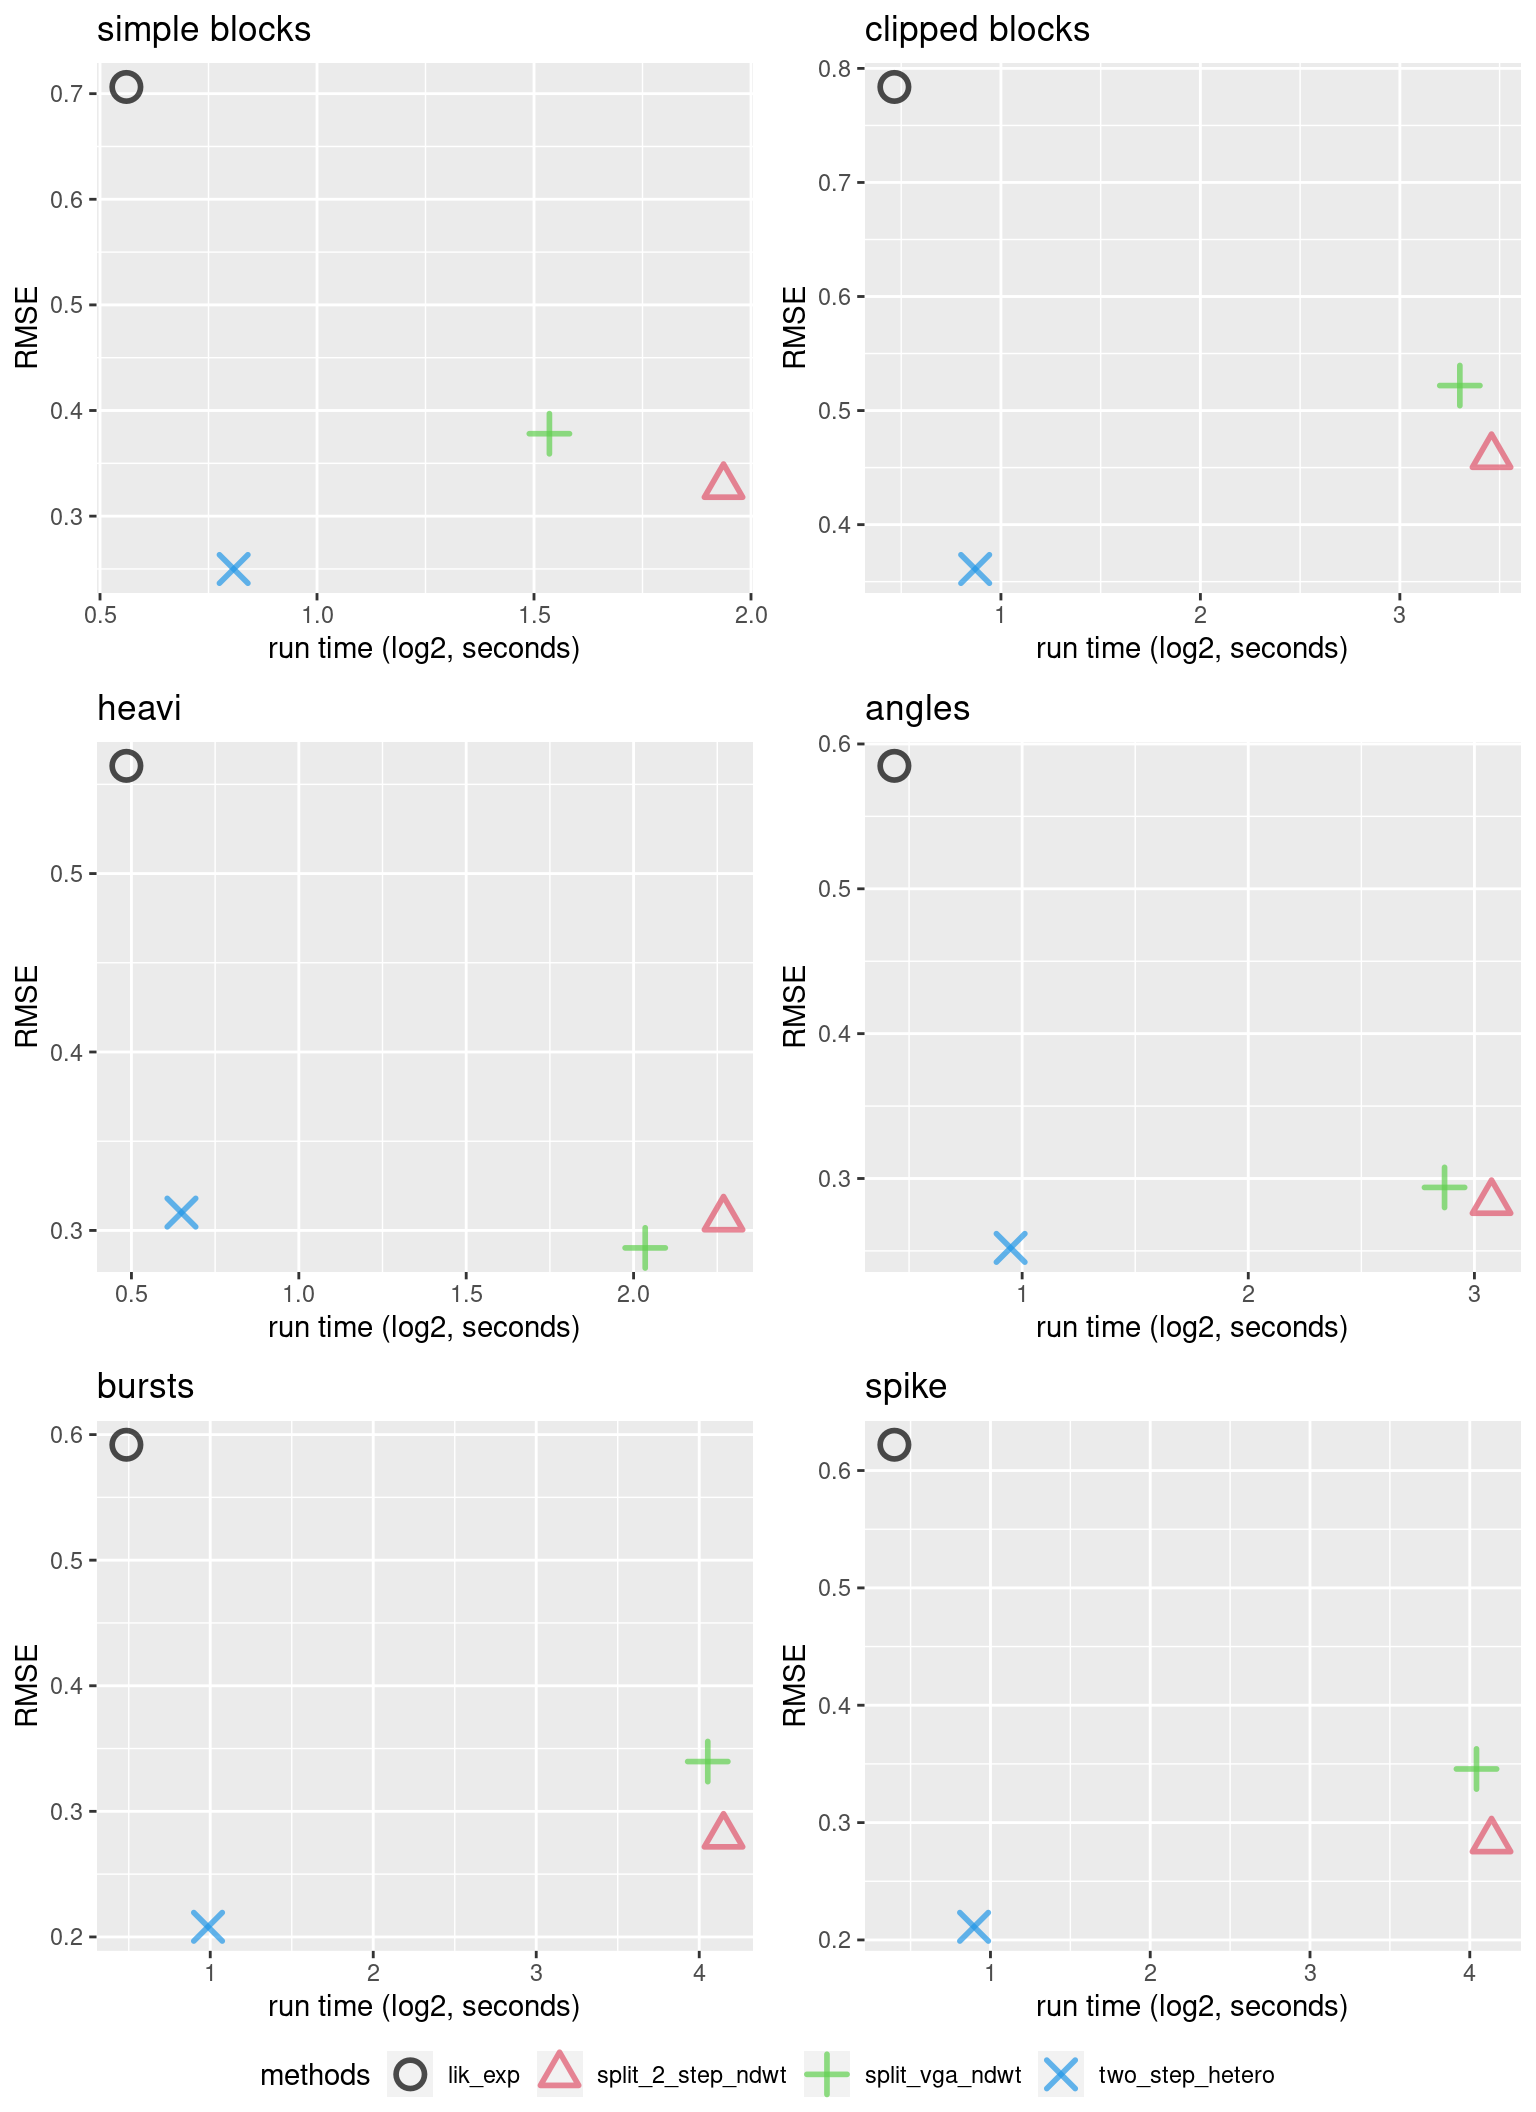 simple blocks
0.7
0.6
0.5
0.4
0.3
RMSE
0.5 1.0 1.5 2.0
run time (log2, seconds)
clipped blocks
0.8
0.7
0.6
0.5
0.4
RMSE
1 2 3
run time (log2, seconds)
heavi
0.5
0.4
0.3
RMSE
0.5 1.0 1.5 2.0
run time (log2, seconds)
angles
0.6
0.5
0.4
0.3
RMSE
1 2 3
run time (log2, seconds)
bursts
0.6
0.5
0.4
0.3
0.2
RMSE
1 2 3 4
run time (log2, seconds)
spike
0.6
0.5
0.4
0.3
0.2
RMSE
1 2 3 4
run time (log2, seconds)
methods lik_exp split_2_step_ndwt split_vga_ndwt two_step_hetero